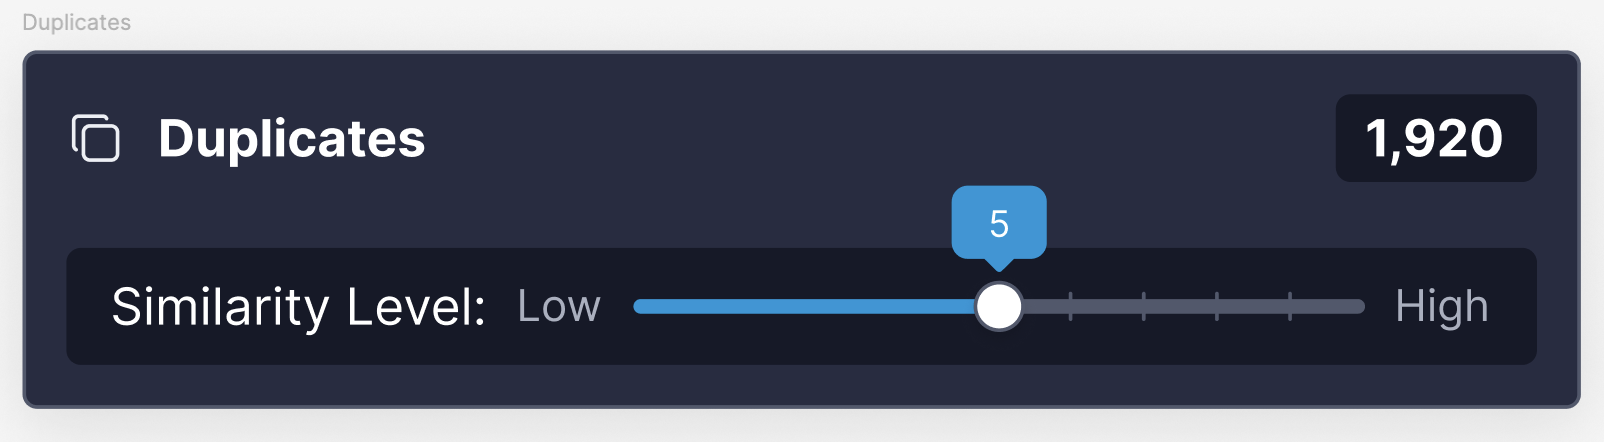 Duplicates
Duplicates 1,920
5
Similarity Level: Low High